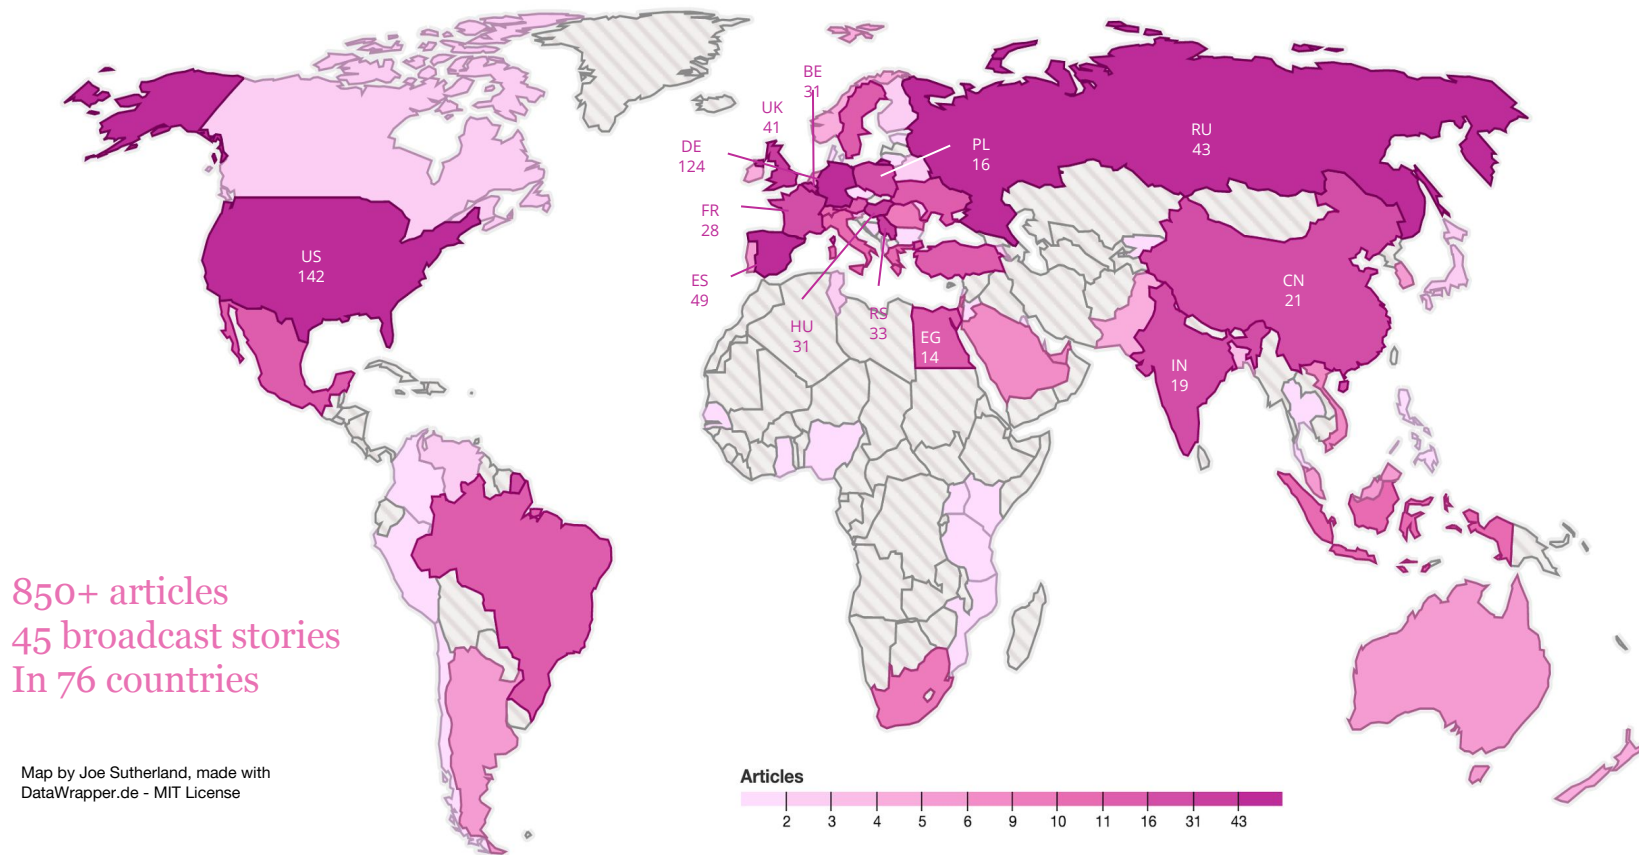 BE
31
UK
41
DE
124
PL
16
RU
43
FR
28
US
142
ES
49
CN
21
HU
31
RS
33
EG
14
IN
19
850+ articles
45 broadcast stories
In 76 countries
Map by Joe Sutherland, made with
DataWrapper.de - MIT License
Articles
2 3 4 5 6 9 10 11 16 31 43